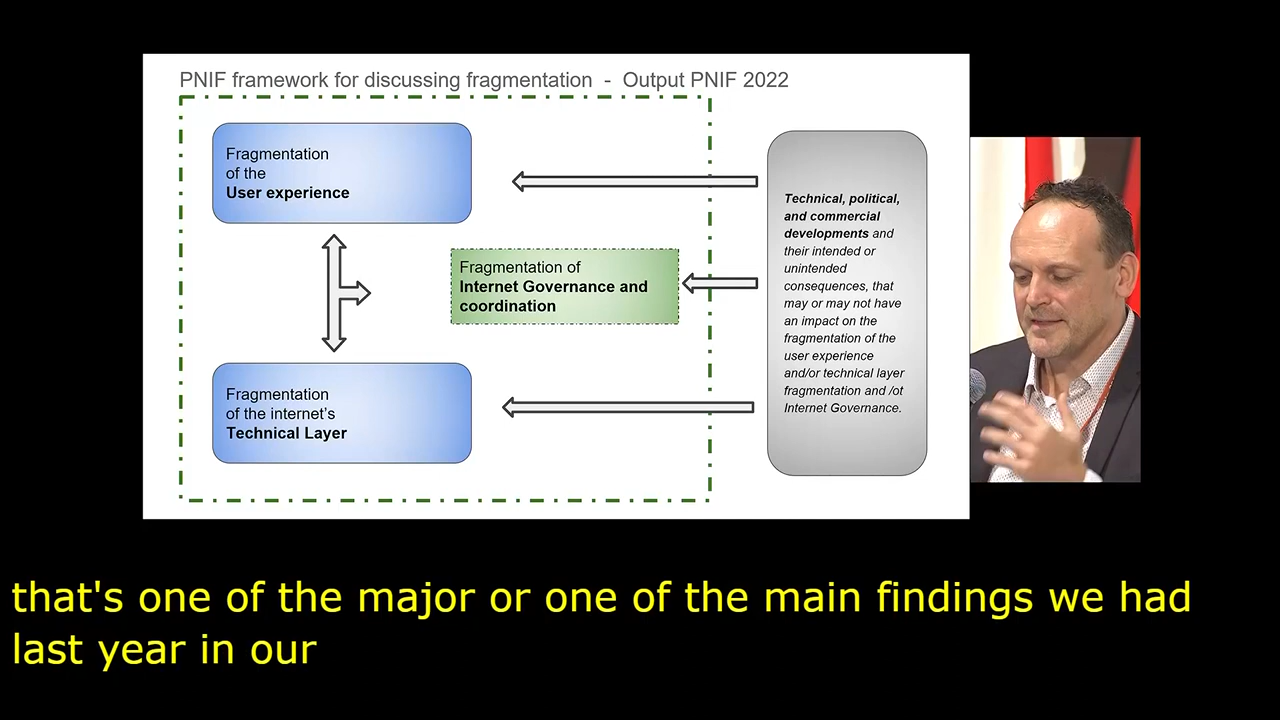 PNIF framework for discussing fragmentation - Output PNIF 2022
Fragmentation
of the
User experience
Fragmentation of
Internet Governance and
coordination
Fragmentation
of the internet's
Technical Layer
Technical, political,
and commercial
developments and
their intended or
unintended
consequences, that
may or may not have
an impact on the
fragmentation of the
user experience
and/or technical layer
fragmentation and /ot
Internet Governance.
that's one of the major or one of the main findings we had
last year in our